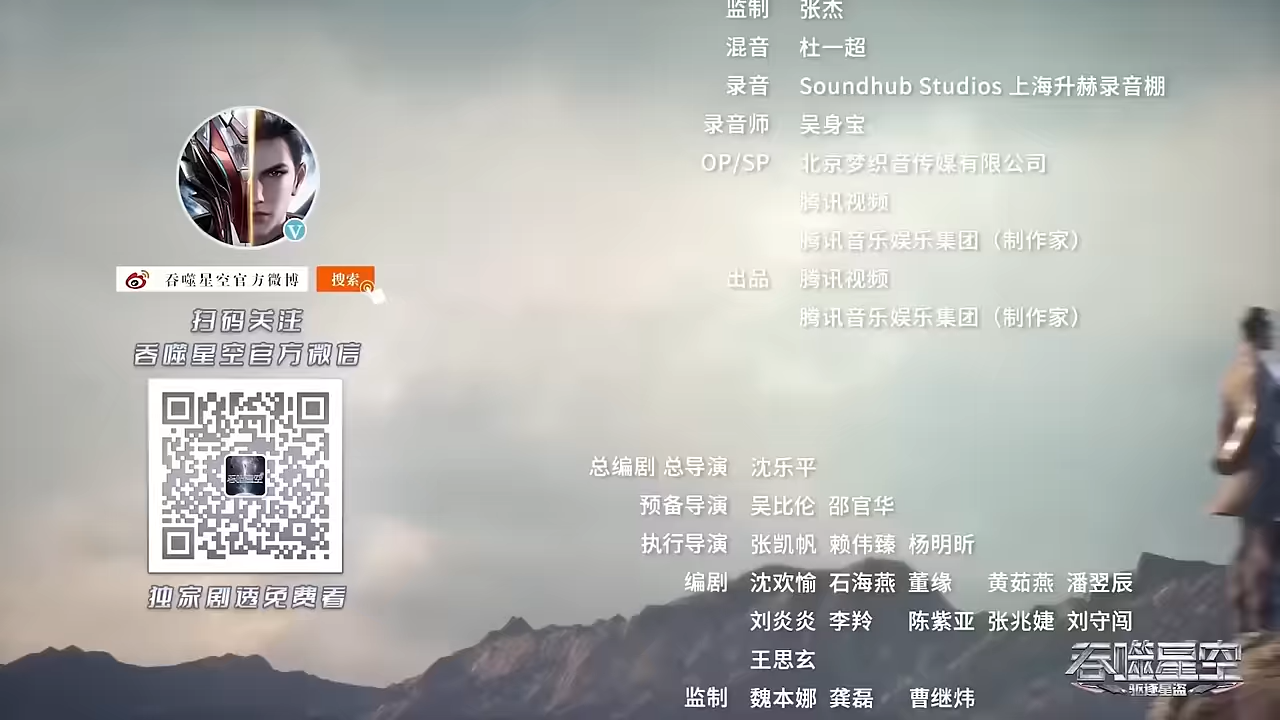 监制 张杰
混音 杜一超
录音 Soundhub Studios 上海升赫录音棚
录音师 吴身宝
OP/SP 北京梦织音传媒有限公司
腾讯视频
腾讯音乐娱乐集团（制作家）
出品 腾讯视频
腾讯音乐娱乐集团（制作家）
V
吞噬星空官方微博 搜索
扫码关注
吞噬星空官方微信
吞噬星空
独家剧透免费看
总编剧 总导演 沈乐平
预备导演 吴比伦 邵官华
执行导演 张凯帆 赖伟臻 杨明昕
编剧 沈欢愉 石海燕 董缘 黄茹燕 潘翌辰
刘炎炎 李羚 陈紫亚 张兆婕 刘守闯
王思玄
监制 魏本娜 龚磊 曹继炜
吞噬星空
驱逐星盗